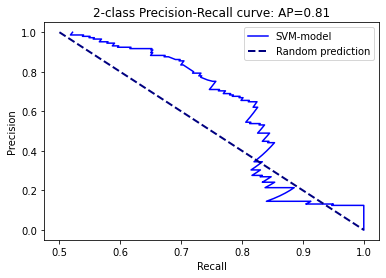 2-class Precision-Recall curve: AP=0.81
SVM-model
Random prediction
Precision
1.0
0.8
0.6
0.4
0.2
0.0
0.5 0.6 0.7 0.8 0.9 1.0
Recall